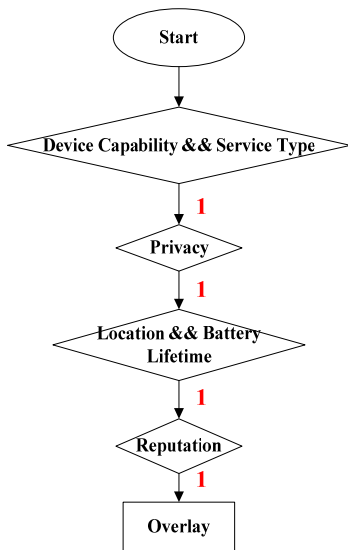 Start
Device Capability && Service Type
1
Privacy
1
Location && Battery
Lifetime
1
Reputation
1
Overlay